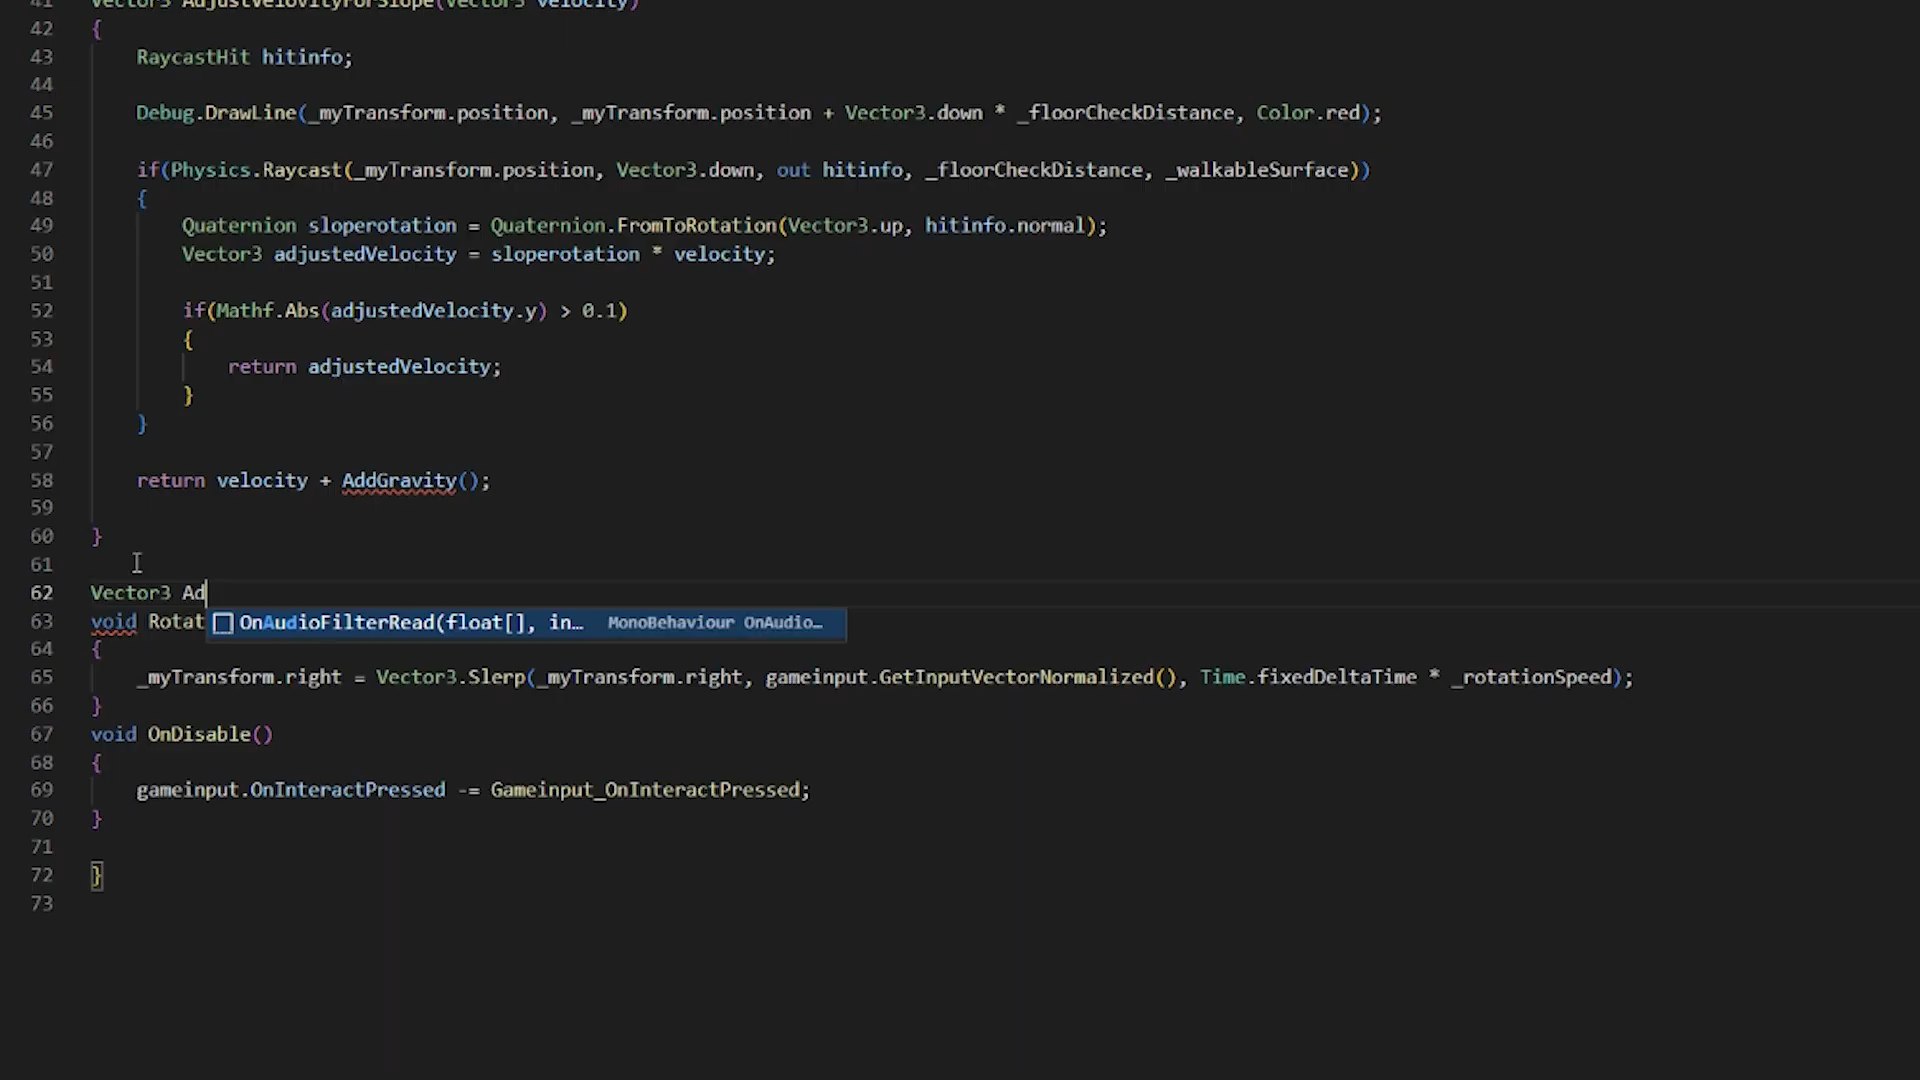 41 Vector3 AdjustVelovityForSlope(Vector3 velocity)
42 {
43 RaycastHit hitinfo;
44
45 Debug.DrawLine(_myTransform.position, _myTransform.position + Vector3.down * _floorCheckDistance, Color.red);
46
47 if(Physics.Raycast(_myTransform.position, Vector3.down, out hitinfo, _floorCheckDistance, _walkableSurface))
48 {
49 Quaternion sloperotation = Quaternion.FromToRotation(Vector3.up, hitinfo.normal);
50 Vector3 adjustedVelocity = sloperotation * velocity;
51
52 if(Mathf.Abs(adjustedVelocity.y) > 0.1)
53 {
54 return adjustedVelocity;
55 }
56 }
57
58 return velocity + AddGravity();
59
60 }
61
62 Vector3 Ad
63 void Rotat OnAudioFilterRead(float[], in… MonoBehaviour OnAudio…
64 {
65 _myTransform.right = Vector3.Slerp(_myTransform.right, gameinput.GetInputVectorNormalized(), Time.fixedDeltaTime * _rotationSpeed);
66 }
67 void OnDisable()
68 {
69 gameinput.OnInteractPressed -= Gameinput_OnInteractPressed;
70 }
71
72 }
73